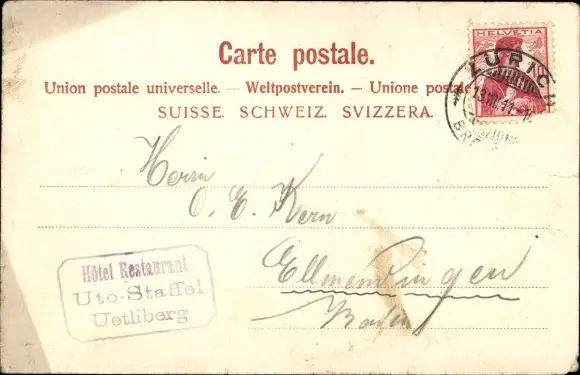 HELVETIA
Carte postale.
ZÜRICH
Union postale universelle. — Weltpostverein. — Unione postale
SUISSE. SCHWEIZ. SVIZZERA.
Herrn
O. E. Kern
Ellmendingen
Baden
Hôtel Restaurant
Uto-Staffel
Uetliberg